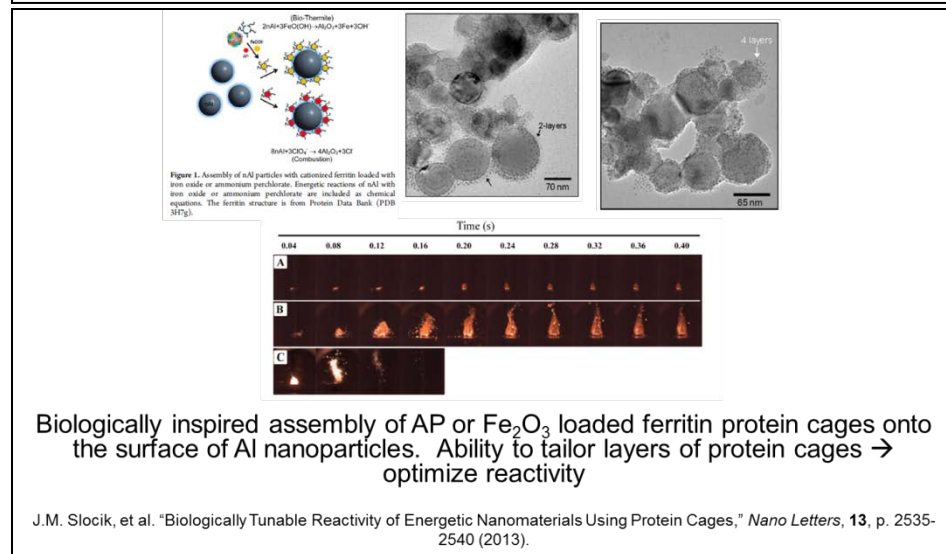 (Bio-Thermite)
2nAl+3FeO(OH)→Al₂O₃+3Fe+3OH⁻
FeOOH
AP
8nAl+3ClO₄⁻ → 4Al₂O₃+3Cl⁻
(Combustion)
Figure 1. Assembly of nAl particles with cationized ferritin loaded with
iron oxide or ammonium perchlorate. Energetic reactions of nAl with
iron oxide or ammonium perchlorate are included as chemical
equations. The ferritin structure is from Protein Data Bank (PDB
3H7g).
2-layers
70 nm
4 layers
65 nm
Time (s)
0.04 0.08 0.12 0.16 0.20 0.24 0.28 0.32 0.36 0.40
A
B
C
Biologically inspired assembly of AP or Fe₂O₃ loaded ferritin protein cages onto
the surface of Al nanoparticles. Ability to tailor layers of protein cages →
optimize reactivity
J.M. Slocik, et al. “Biologically Tunable Reactivity of Energetic Nanomaterials Using Protein Cages,” Nano Letters, 13, p. 2535-
2540 (2013).